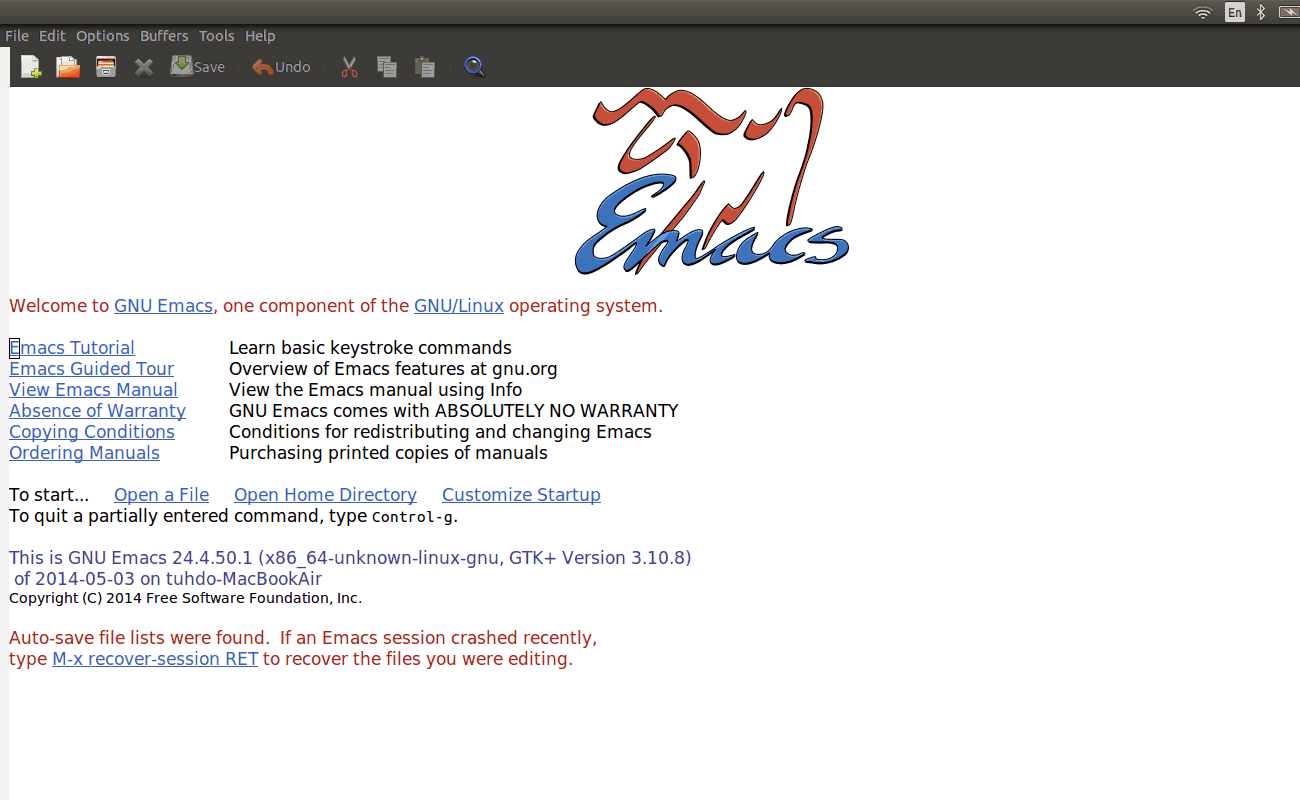 En
File Edit Options Buffers Tools Help
Save Undo
Emacs
Welcome to GNU Emacs, one component of the GNU/Linux operating system.
Emacs Tutorial Learn basic keystroke commands
Emacs Guided Tour Overview of Emacs features at gnu.org
View Emacs Manual View the Emacs manual using Info
Absence of Warranty GNU Emacs comes with ABSOLUTELY NO WARRANTY
Copying Conditions Conditions for redistributing and changing Emacs
Ordering Manuals Purchasing printed copies of manuals
To start... Open a File Open Home Directory Customize Startup
To quit a partially entered command, type Control-g.
This is GNU Emacs 24.4.50.1 (x86_64-unknown-linux-gnu, GTK+ Version 3.10.8)
of 2014-05-03 on tuhdo-MacBookAir
Copyright (C) 2014 Free Software Foundation, Inc.
Auto-save file lists were found.  If an Emacs session crashed recently,
type M-x recover-session RET to recover the files you were editing.